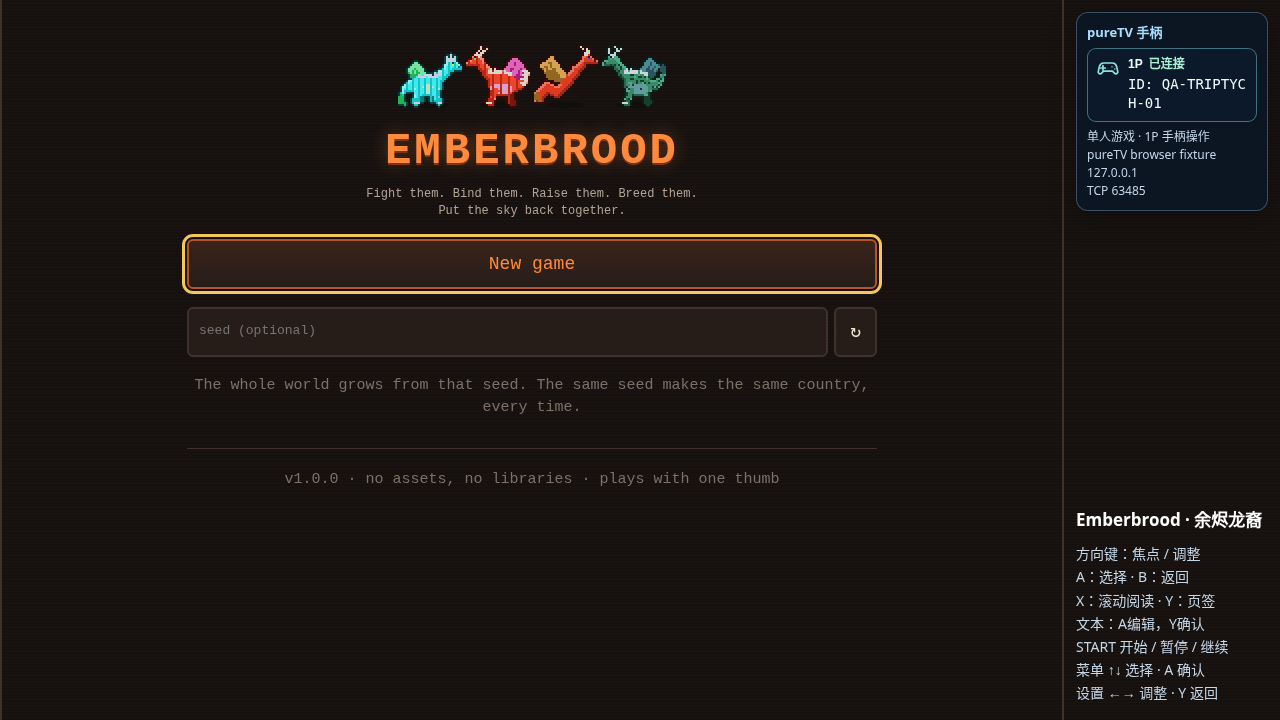 EMBERBROOD
Fight them. Bind them. Raise them. Breed them.
Put the sky back together.
New game
seed (optional)
↻
The whole world grows from that seed. The same seed makes the same country,
every time.
v1.0.0 · no assets, no libraries · plays with one thumb
pureTV 手柄
1P 已连接
ID: QA-TRIPTYC
H-01
单人游戏 · 1P 手柄操作
pureTV browser fixture
127.0.0.1
TCP 63485
Emberbrood · 余烬龙裔
方向键：焦点 / 调整
A：选择 · B：返回
X：滚动阅读 · Y：页签
文本：A编辑，Y确认
START 开始 / 暂停 / 继续
菜单 ↑↓ 选择 · A 确认
设置 ←→ 调整 · Y 返回